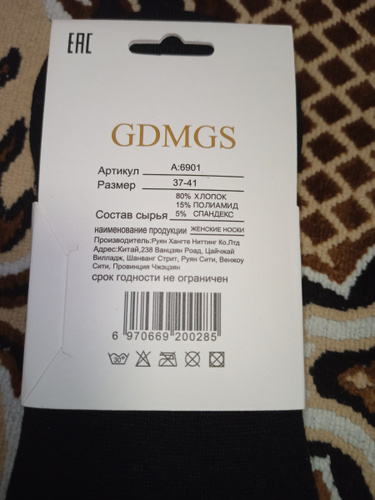 EAC
GDMGS
Артикул A:6901
Размер 37-41
80% ХЛОПОК
15% ПОЛИАМИД
Состав сырья 5% СПАНДЕКС
наименование продукции ЖЕНСКИЕ НОСКИ
Производитель:Руян Хангте Ниттинг Ко.Лтд
Адрес:Китай,238 Ванцзян Роад, Цайчжай
Вилладж, Шанванг Стрит, Руян Сити, Венжоу
Сити, Провинция Чжэцзян
срок годности не ограничен
6 970669 200285
30°